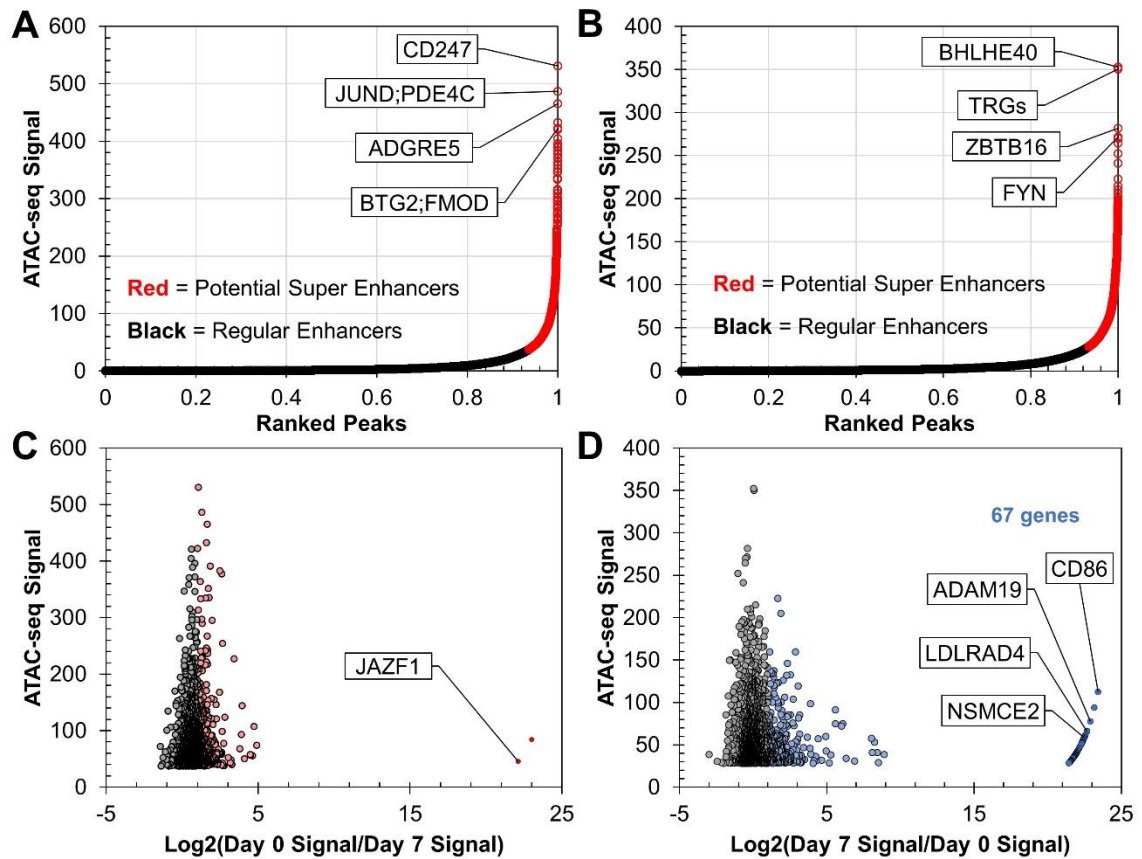 A
600
500
400
300
200
100
0
ATAC-seq Signal
CD247
JUND;PDE4C
ADGRE5
BTG2;FMOD
Red = Potential Super Enhancers
Black = Regular Enhancers
0 0.2 0.4 0.6 0.8 1
Ranked Peaks
B
400
350
300
250
200
150
100
50
0
ATAC-seq Signal
BHLHE40
TRGs
ZBTB16
FYN
Red = Potential Super Enhancers
Black = Regular Enhancers
0 0.2 0.4 0.6 0.8 1
Ranked Peaks
C
600
500
400
300
200
100
0
ATAC-seq Signal
JAZF1
-5 5 15 25
Log2(Day 0 Signal/Day 7 Signal)
D
400
350
300
250
200
150
100
50
0
ATAC-seq Signal
67 genes
CD86
ADAM19
LDLRAD4
NSMCE2
-5 5 15 25
Log2(Day 7 Signal/Day 0 Signal)